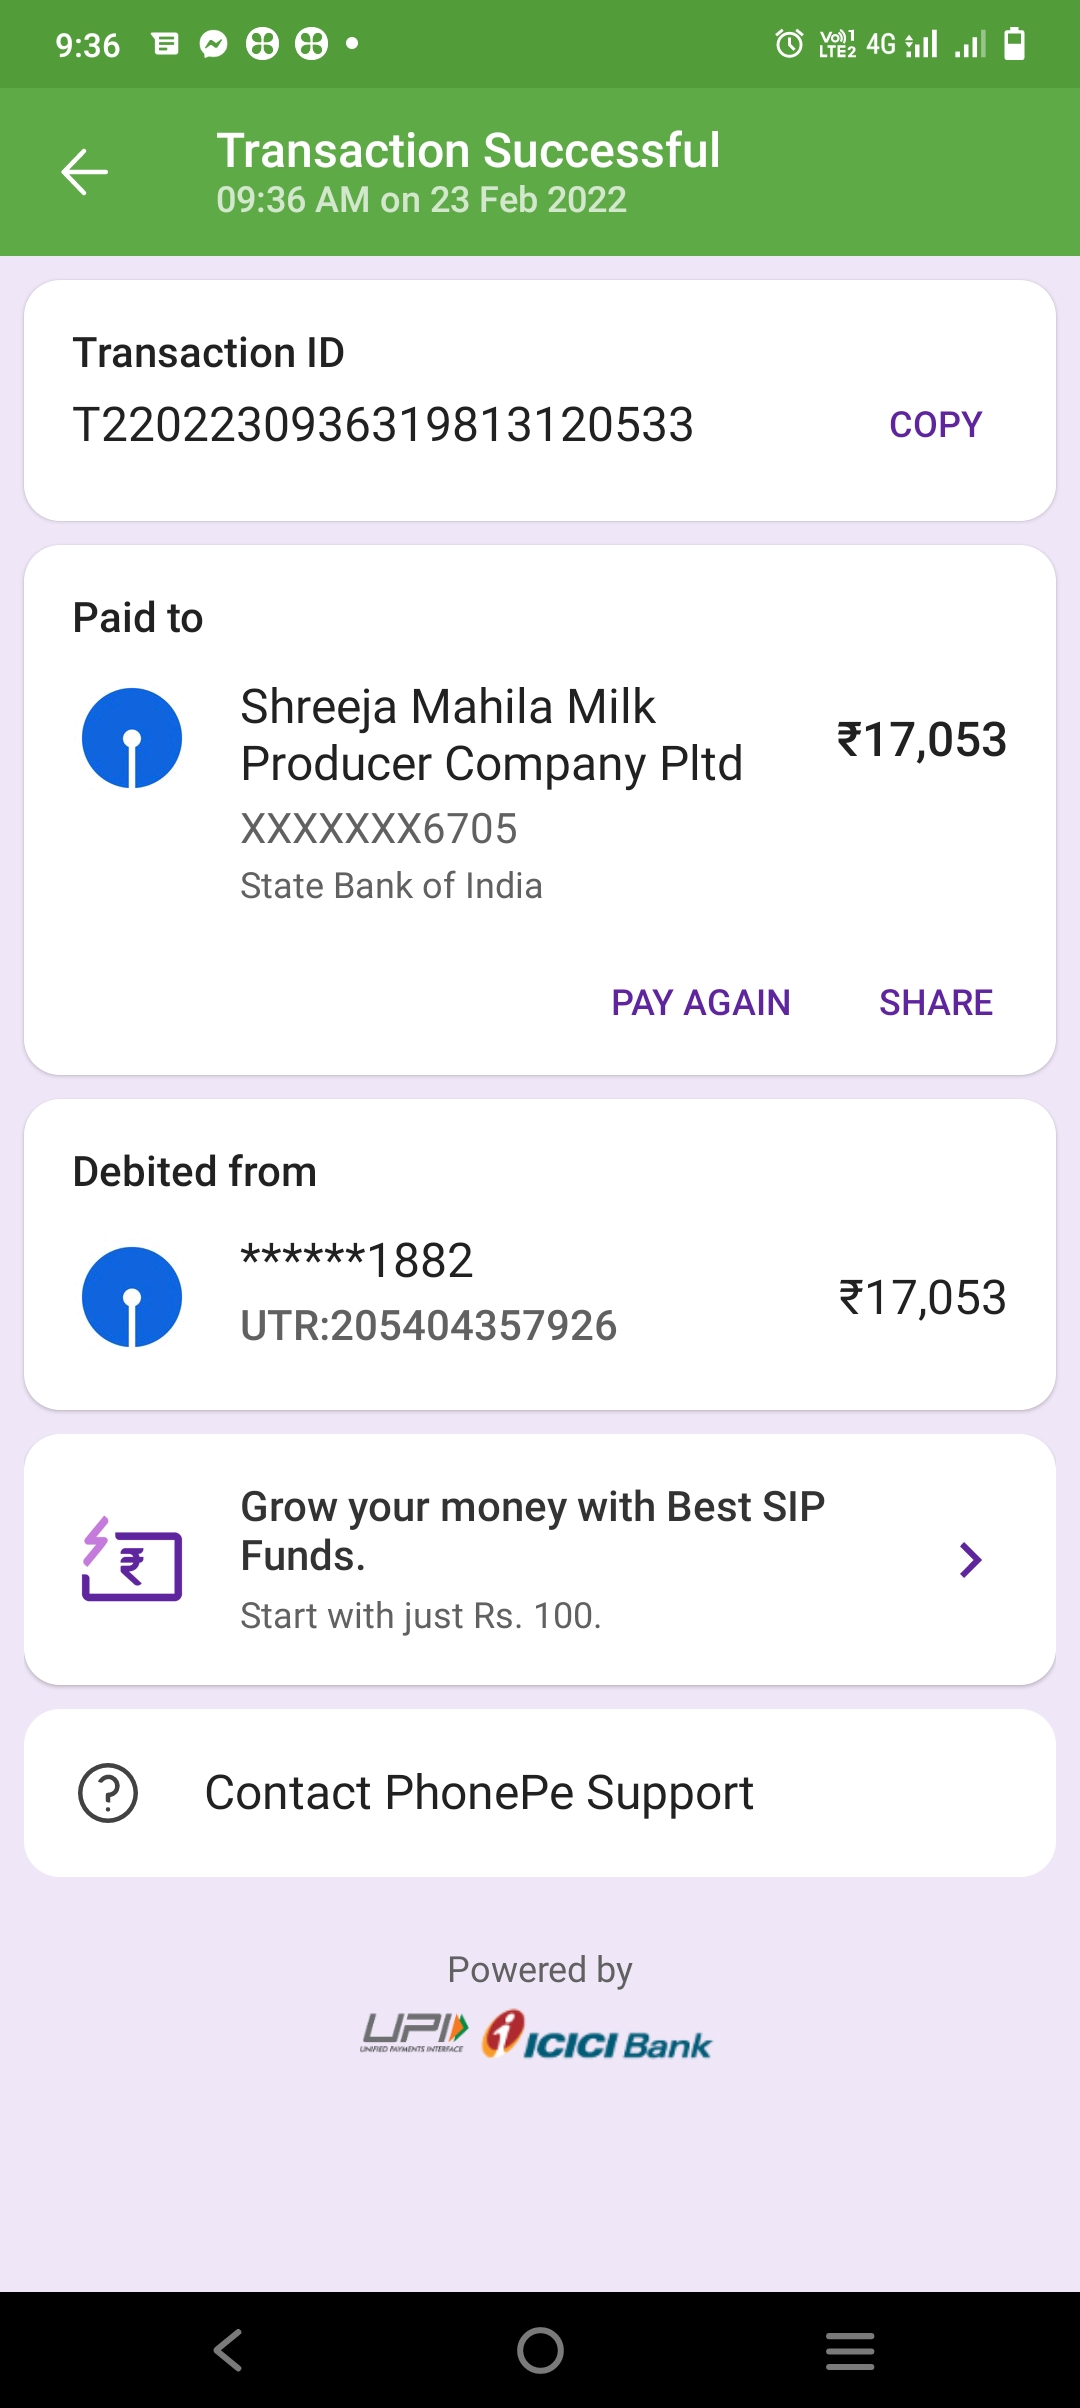 9:36
Vo)) 1
LTE2 4G
Transaction Successful
09:36 AM on 23 Feb 2022
Transaction ID
T2202230936319813120533 COPY
Paid to
Shreeja Mahila Milk
Producer Company Pltd
₹17,053
XXXXXXX6705
State Bank of India
PAY AGAIN SHARE
Debited from
******1882
₹17,053
UTR:205404357926
Grow your money with Best SIP
Funds.
Start with just Rs. 100.
Contact PhonePe Support
Powered by
UPI ICICI Bank
UNIFIED PAYMENTS INTERFACE